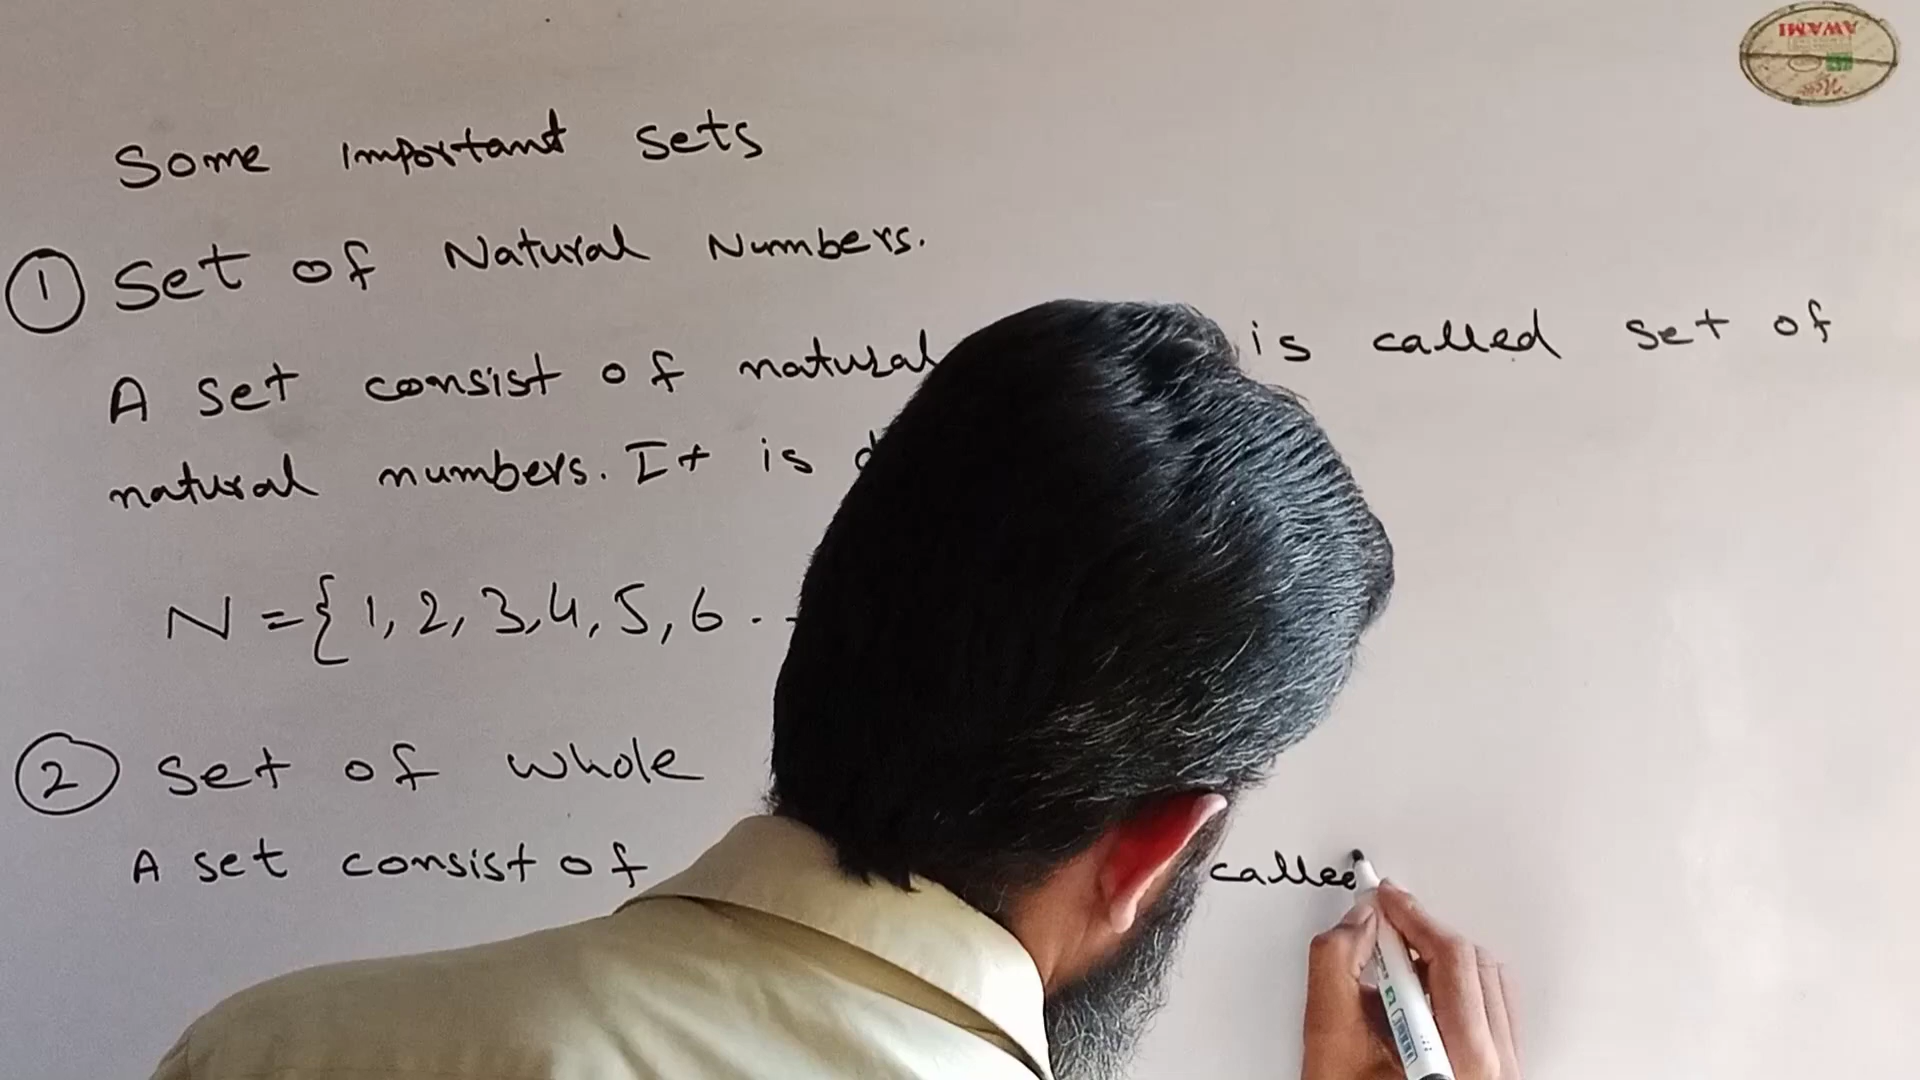 AWAMI
Some important sets
① Set of Natural Numbers.
A set consist of natural is called set of
natural numbers. It is
N = { 1, 2, 3, 4, 5, 6 . .
② Set of whole
A set consist of called